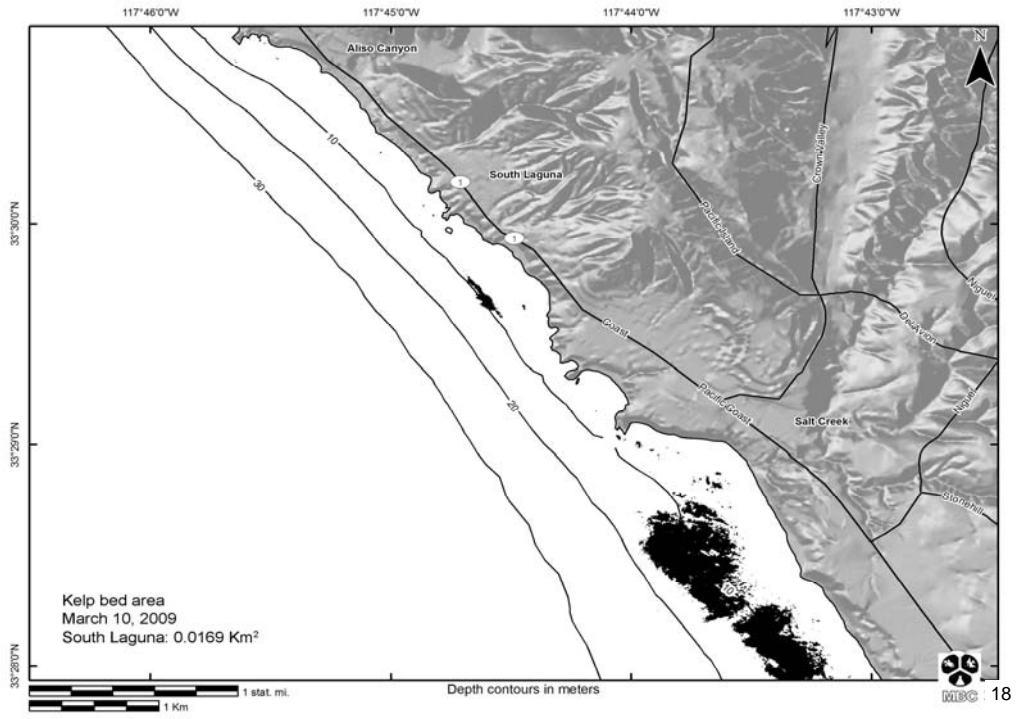 117°46'0"W
117°45'0"W
117°44'0"W
117°43'0"W
N
Aliso Canyon
10
Crown Valley
30
1
South Laguna
33°30'0"N
Pacific Island
1
Niguel
Coast
Del Avion
20
Pacific Coast
Niguel
Salt Creek
33°29'0"N
Stonehill
10
Kelp bed area
March 10, 2009
South Laguna: 0.0169 Km²
33°28'0"N
Depth contours in meters
1 stat. mi.
1 Km
MBC
18